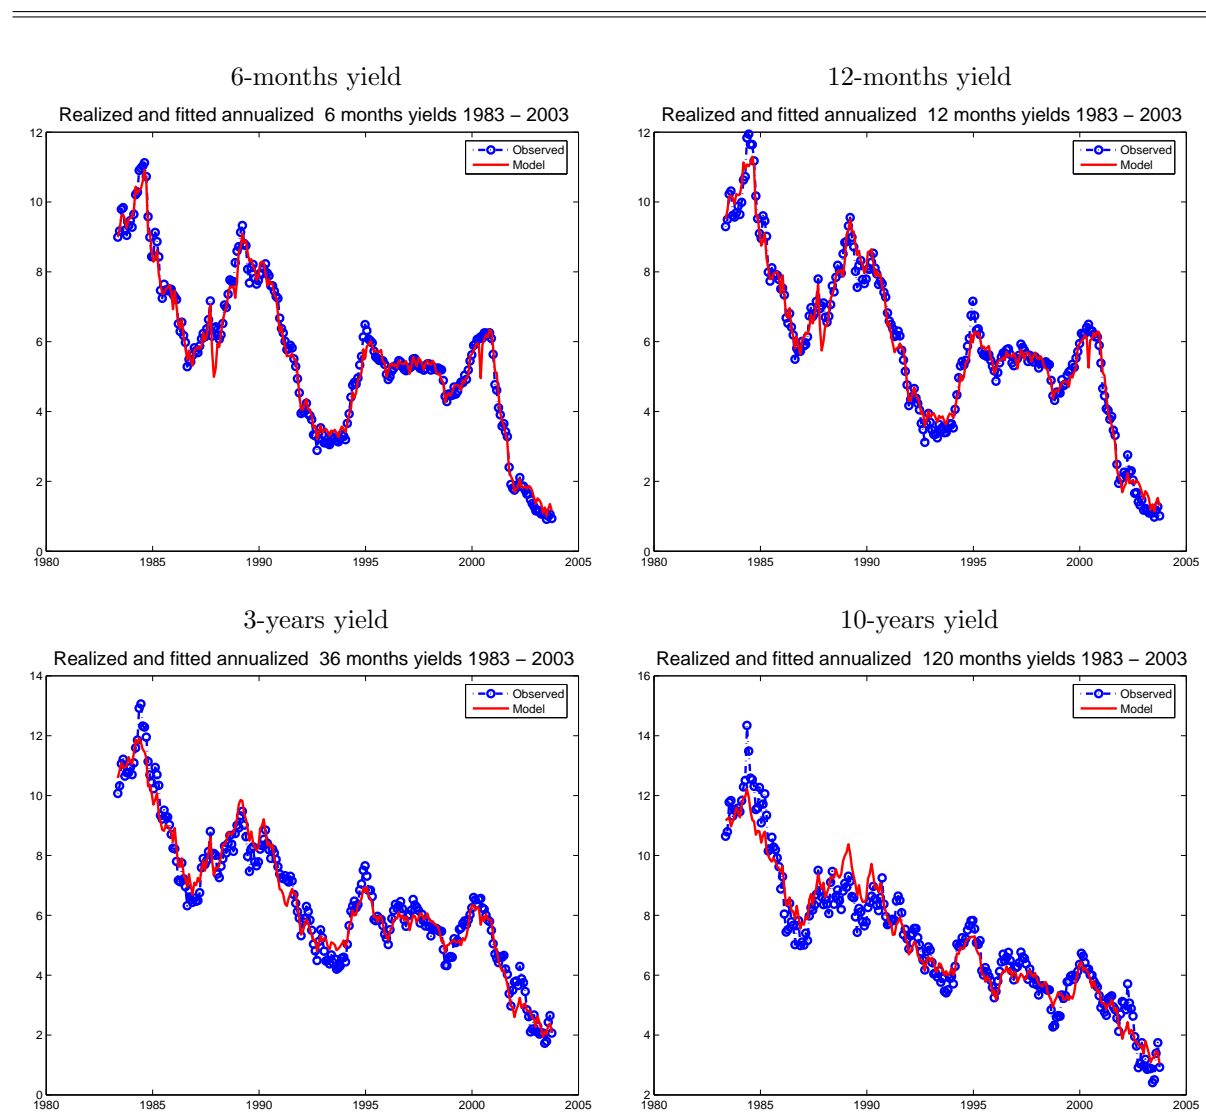 6-months yield
Realized and fitted annualized 6 months yields 1983 – 2003
12
10
8
6
4
2
0
1980 1985 1990 1995 2000 2005
Observed
Model
12-months yield
Realized and fitted annualized 12 months yields 1983 – 2003
12
10
8
6
4
2
0
1980 1985 1990 1995 2000 2005
Observed
Model
3-years yield
Realized and fitted annualized 36 months yields 1983 – 2003
14
12
10
8
6
4
2
0
1980 1985 1990 1995 2000 2005
Observed
Model
10-years yield
Realized and fitted annualized 120 months yields 1983 – 2003
16
14
12
10
8
6
4
2
1980 1985 1990 1995 2000 2005
Observed
Model